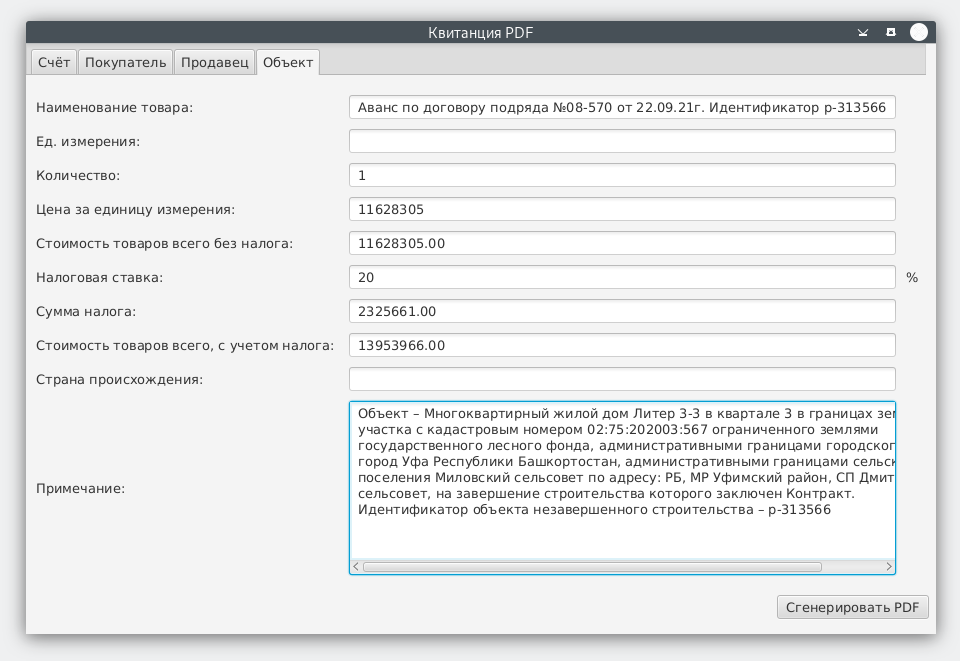 Квитанция PDF
Счёт Покупатель Продавец Объект
Наименование товара: Аванс по договору подряда №08-570 от 22.09.21г. Идентификатор р-313566
Ед. измерения:
Количество: 1
Цена за единицу измерения: 11628305
Стоимость товаров всего без налога: 11628305.00
Налоговая ставка: 20 %
Сумма налога: 2325661.00
Стоимость товаров всего, с учетом налога: 13953966.00
Страна происхождения:
Примечание:
Объект – Многоквартирный жилой дом Литер 3-3 в квартале 3 в границах
участка с кадастровым номером 02:75:202003:567 ограниченного землями
государственного лесного фонда, административными границами
город Уфа Республики Башкортостан, административными границами
поселения Миловский сельсовет по адресу: РБ, МР Уфимский район, СП
сельсовет, на завершение строительства которого заключен Контракт.
Идентификатор объекта незавершенного строительства – р-313566
Сгенерировать PDF